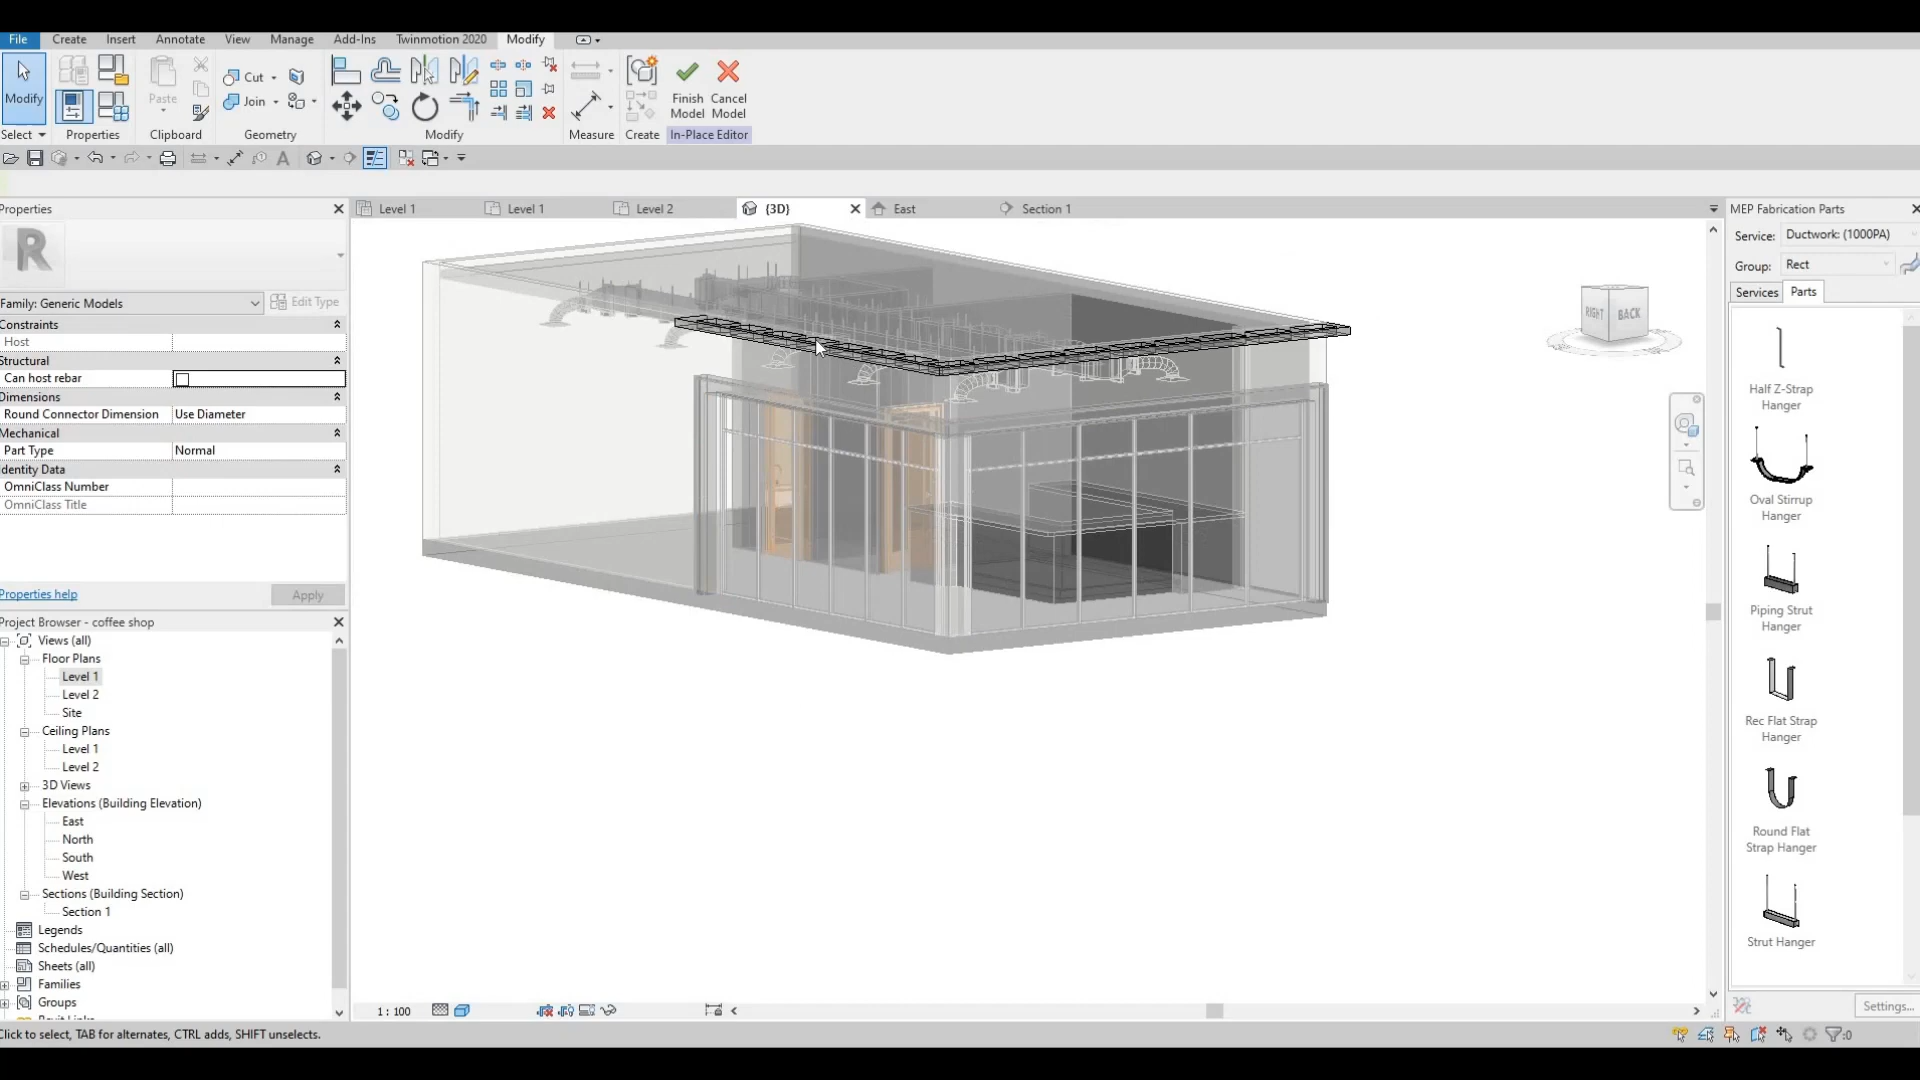 File Create Insert Annotate View Manage Add-Ins Twinmotion 2020 Modify
Modify
Paste
Cut
Join
Finish Model
Cancel Model
Select Properties Clipboard Geometry Modify Measure Create In-Place Editor
Properties
Level 1
Level 1
Level 2
(3D)
East
Section 1
R
Family: Generic Models
Edit Type
Constraints
Host
Structural
Can host rebar
Dimensions
Round Connector Dimension Use Diameter
Mechanical
Part Type Normal
dentity Data
OmniClass Number
OmniClass Title
Properties help
Apply
Project Browser - coffee shop
Views (all)
Floor Plans
Level 1
Level 2
Site
Ceiling Plans
Level 1
Level 2
3D Views
Elevations (Building Elevation)
East
North
South
West
Sections (Building Section)
Section 1
Legends
Schedules/Quantities (all)
Sheets (all)
Families
Groups
RIGHT
BACK
MEP Fabrication Parts
Service: Ductwork: (1000PA)
Group: Rect
Services Parts
Half Z-Strap
Hanger
Oval Stirrup
Hanger
Piping Strut
Hanger
Rec Flat Strap
Hanger
Round Flat
Strap Hanger
Strut Hanger
Settings...
1 : 100
Click to select, TAB for alternates, CTRL adds, SHIFT unselects.
:0